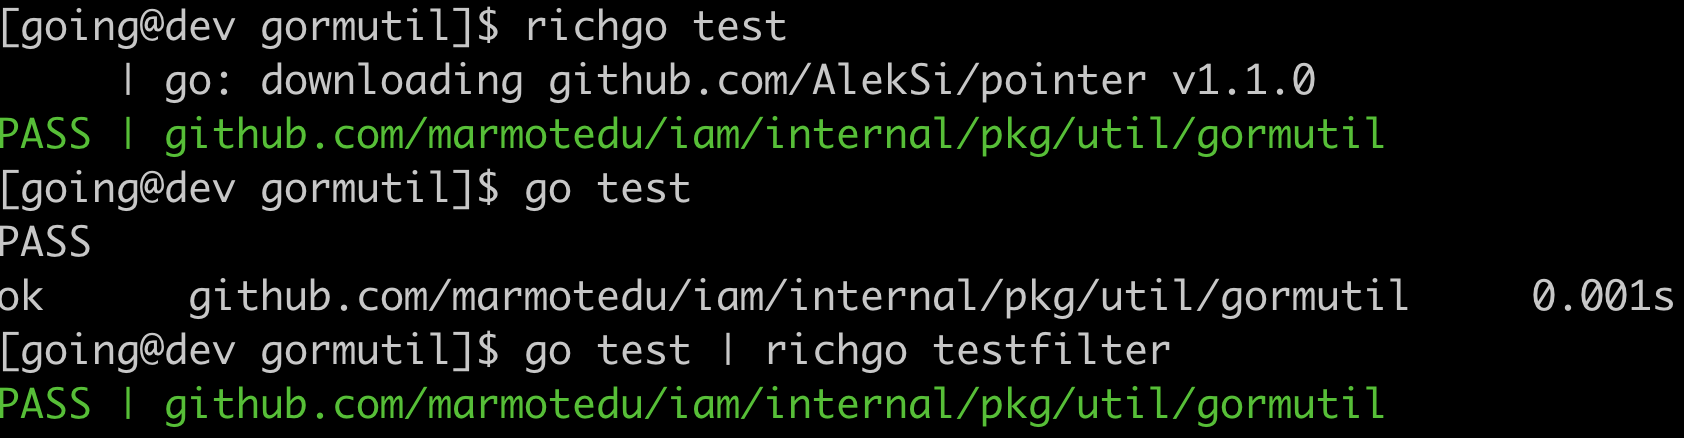 [going@dev gormutil]$ richgo test
     | go: downloading github.com/AlekSi/pointer v1.1.0
PASS | github.com/marmotedu/iam/internal/pkg/util/gormutil
[going@dev gormutil]$ go test
PASS
ok      github.com/marmotedu/iam/internal/pkg/util/gormutil     0.001s
[going@dev gormutil]$ go test | richgo testfilter
PASS | github.com/marmotedu/iam/internal/pkg/util/gormutil